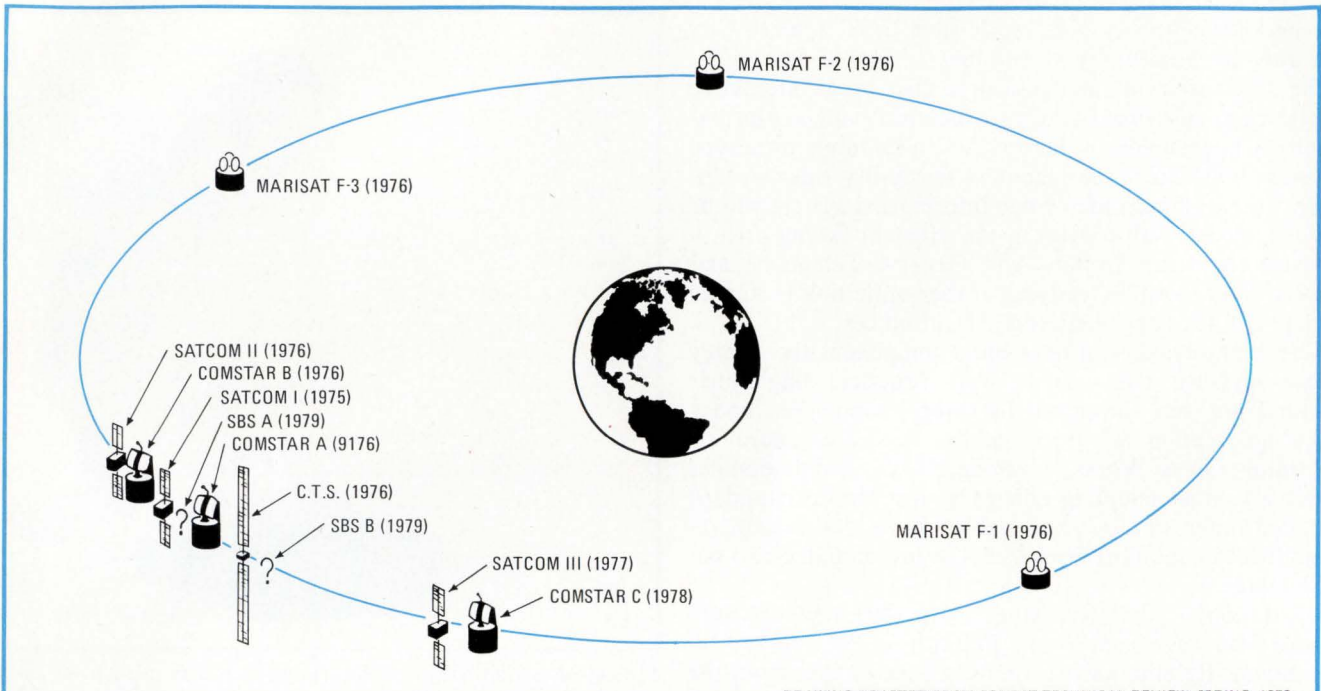 MARISAT F-2 (1976)
MARISAT F-3 (1976)
SATCOM II (1976)
COMSTAR B (1976)
SATCOM I (1975)
SBS A (1979)
COMSTAR A (9176)
?
C.T.S. (1976)
SBS B (1979)
?
SATCOM III (1977)
COMSTAR C (1978)
MARISAT F-1 (1976)